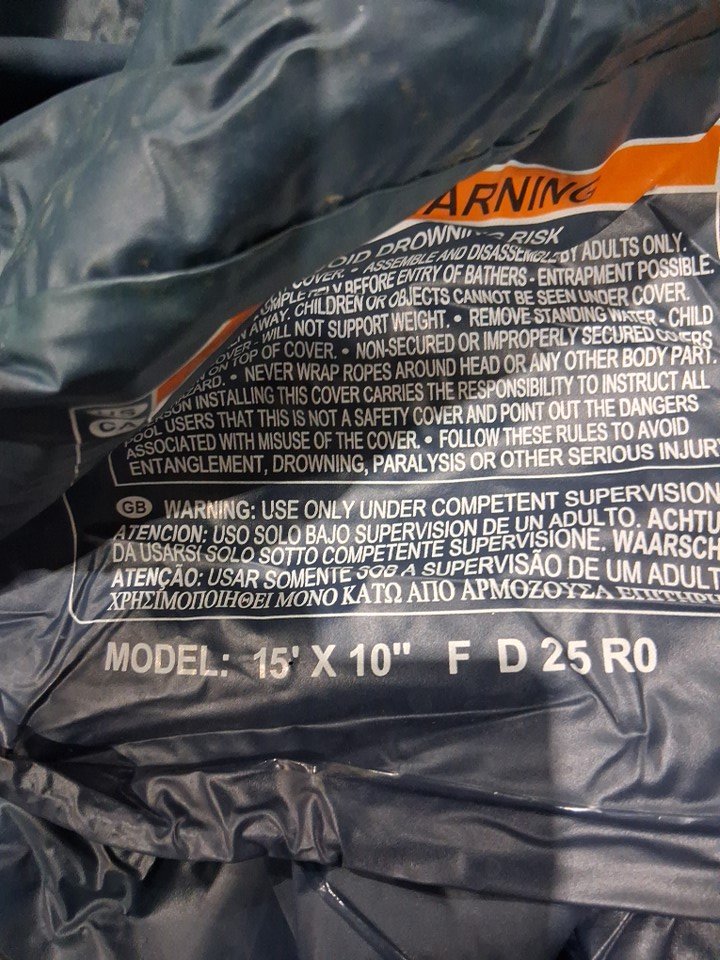 ARNING
OID DROWNING RISK
COVER. • ASSEMBLE AND DISASSEMBLE BY ADULTS ONLY.
BEFORE ENTRY OF BATHERS - ENTRAPMENT POSSIBLE.
AWAY. CHILDREN OR OBJECTS CANNOT BE SEEN UNDER COVER.
OVER - WILL NOT SUPPORT WEIGHT. • REMOVE STANDING WATER - CHILD
ON TOP OF COVER. • NON-SECURED OR IMPROPERLY SECURED COVERS
ZARD. • NEVER WRAP ROPES AROUND HEAD OR ANY OTHER BODY PART.
SON INSTALLING THIS COVER CARRIES THE RESPONSIBILITY TO INSTRUCT ALL
POOL USERS THAT THIS IS NOT A SAFETY COVER AND POINT OUT THE DANGERS
ASSOCIATED WITH MISUSE OF THE COVER. • FOLLOW THESE RULES TO AVOID
ENTANGLEMENT, DROWNING, PARALYSIS OR OTHER SERIOUS INJUR
US
CA
GB WARNING: USE ONLY UNDER COMPETENT SUPERVISION
ATENCION: USO SOLO BAJO SUPERVISION DE UN ADULTO. ACHTU
DA USARSI SOLO SOTTO COMPETENTE SUPERVISIONE. WAARSCH
ATENÇÃO: USAR SOMENTE SOB A SUPERVISÃO DE UM ADULT
ΧΡΗΣΙΜΟΠΟΙΗΘΕΙ ΜΟΝΟ ΚΑΤΩ ΑΠΟ ΑΡΜΟΖΟΥΣΑ ΕΠΙΤΗΡΗ
MODEL: 15' X 10" F D 25 R0